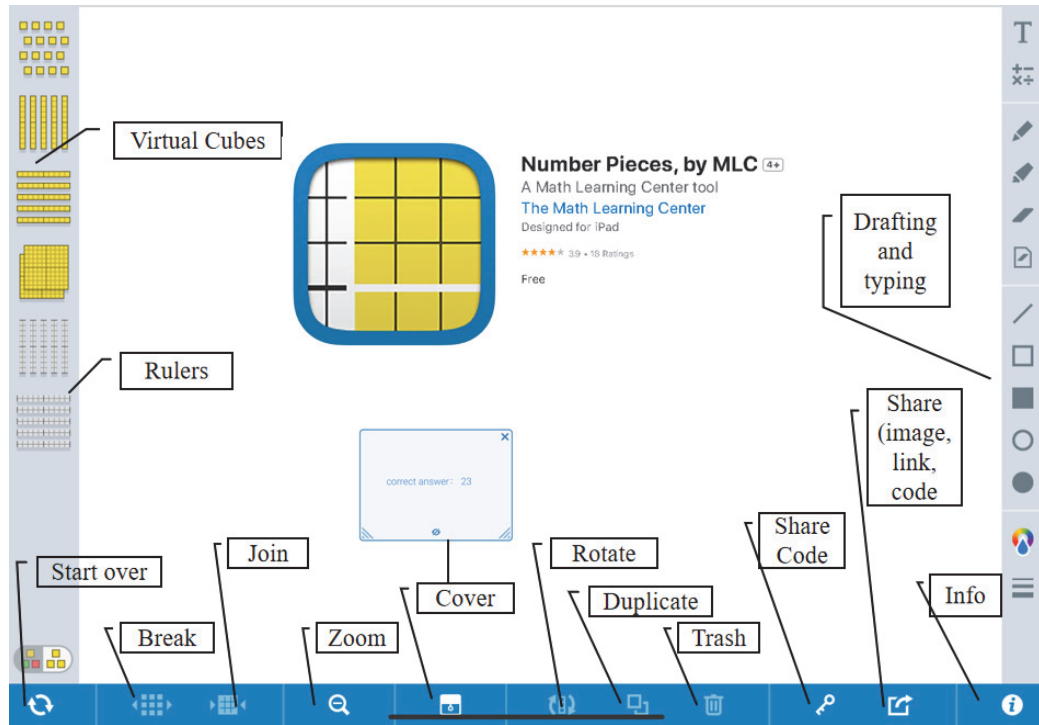 T
Virtual Cubes
Number Pieces, by MLC 4+
A Math Learning Center tool
The Math Learning Center
Designed for iPad
★★★★☆ 3.9 • 18 Ratings
Free
Drafting
and
typing
Rulers
Share
(image,
link,
code
correct answer: 23
Share
Code
Join
Rotate
Start over
Cover
Duplicate
Info
Break
Zoom
Trash